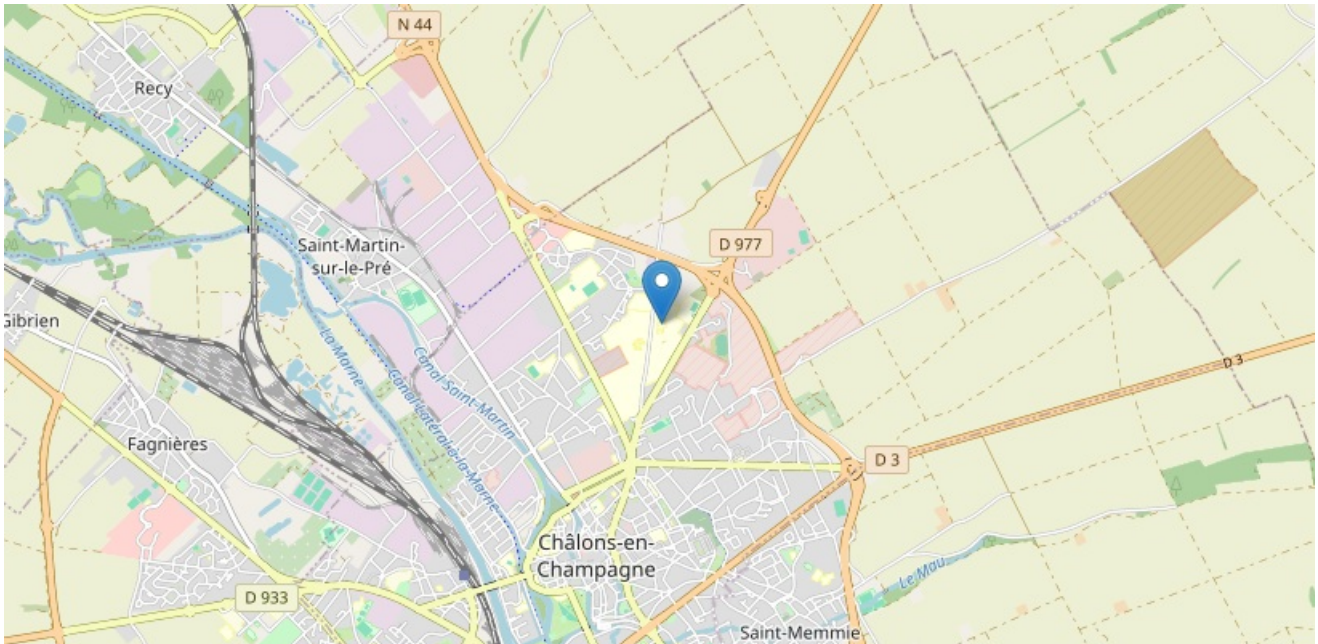 N 44
Recy
D 977
Saint-Martin-
sur-le-Pré
Gibrien
La Marne
Canal Saint-Martin
Canal Latéral à la Marne
D 3
Fagnières
D 3
Châlons-en-
Champagne
Le Mau
D 933
Saint-Memmie